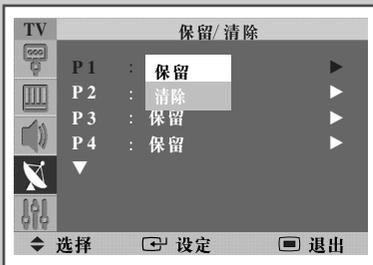 TV 保留/清除
P1 : 保留 ▶
P2 : 清除 ▶
P3 : 保留 ▶
P4 : 保留 ▶
▼
选择 设定 退出